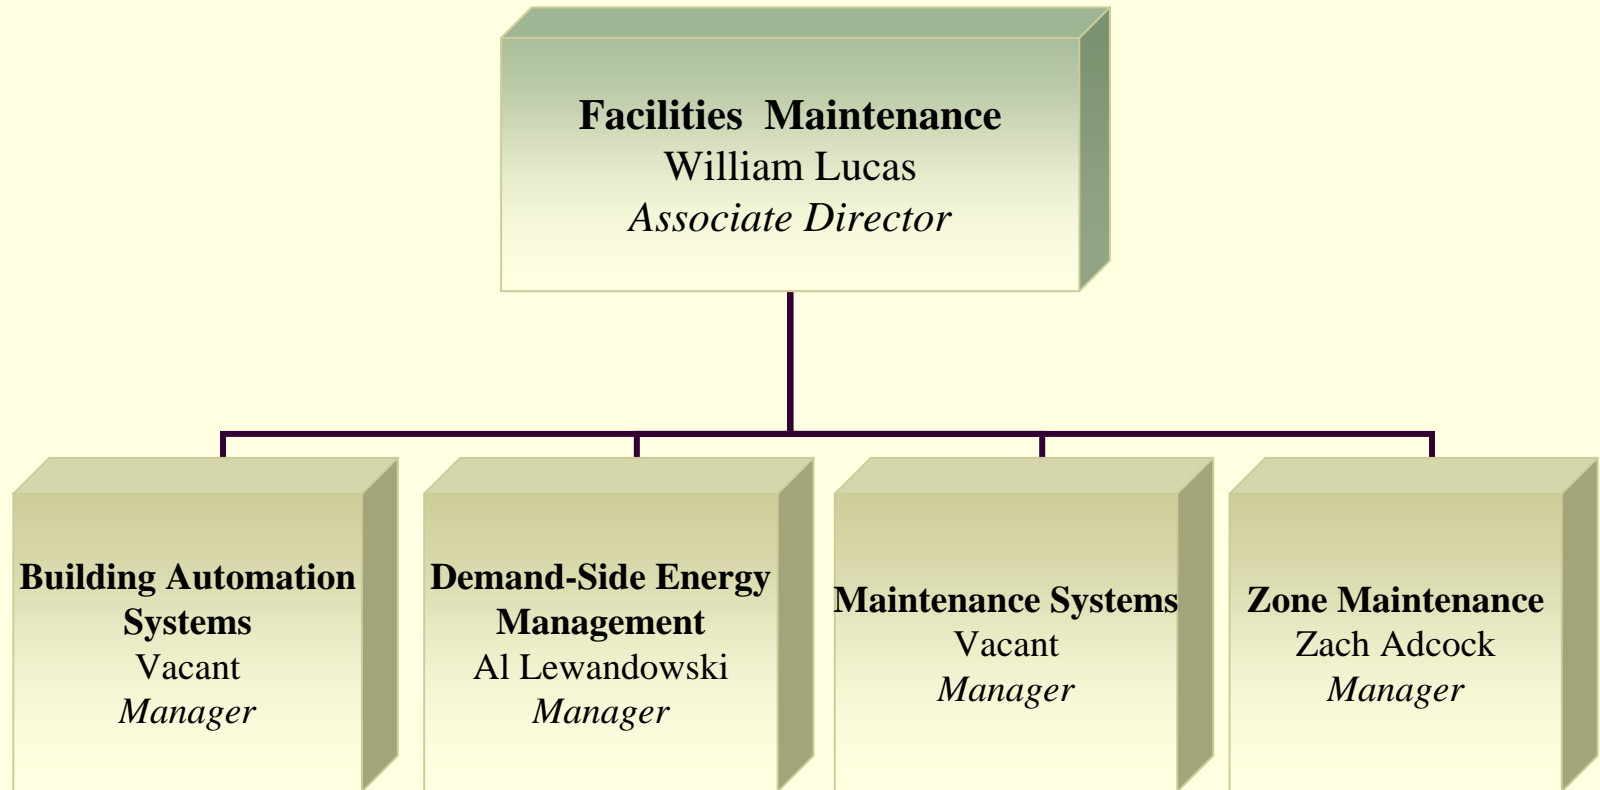 Facilities  Maintenance
William Lucas
Associate Director
Building Automation
Systems
Vacant
Manager
Demand-Side Energy
Management
Al Lewandowski
Manager
Maintenance Systems
Vacant
Manager
Zone Maintenance
Zach Adcock
Manager